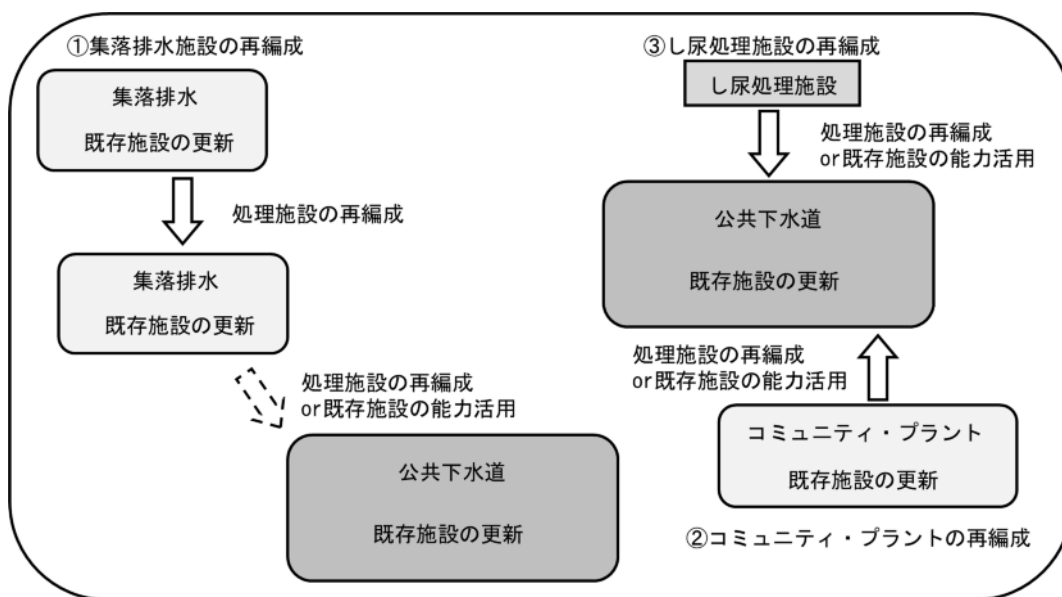 ①集落排水施設の再編成
集落排水
既存施設の更新
処理施設の再編成
集落排水
既存施設の更新
処理施設の再編成
or既存施設の能力活用
公共下水道
既存施設の更新
③し尿処理施設の再編成
し尿処理施設
処理施設の再編成
or既存施設の能力活用
公共下水道
既存施設の更新
処理施設の再編成
or既存施設の能力活用
コミュニティ・プラント
既存施設の更新
②コミュニティ・プラントの再編成